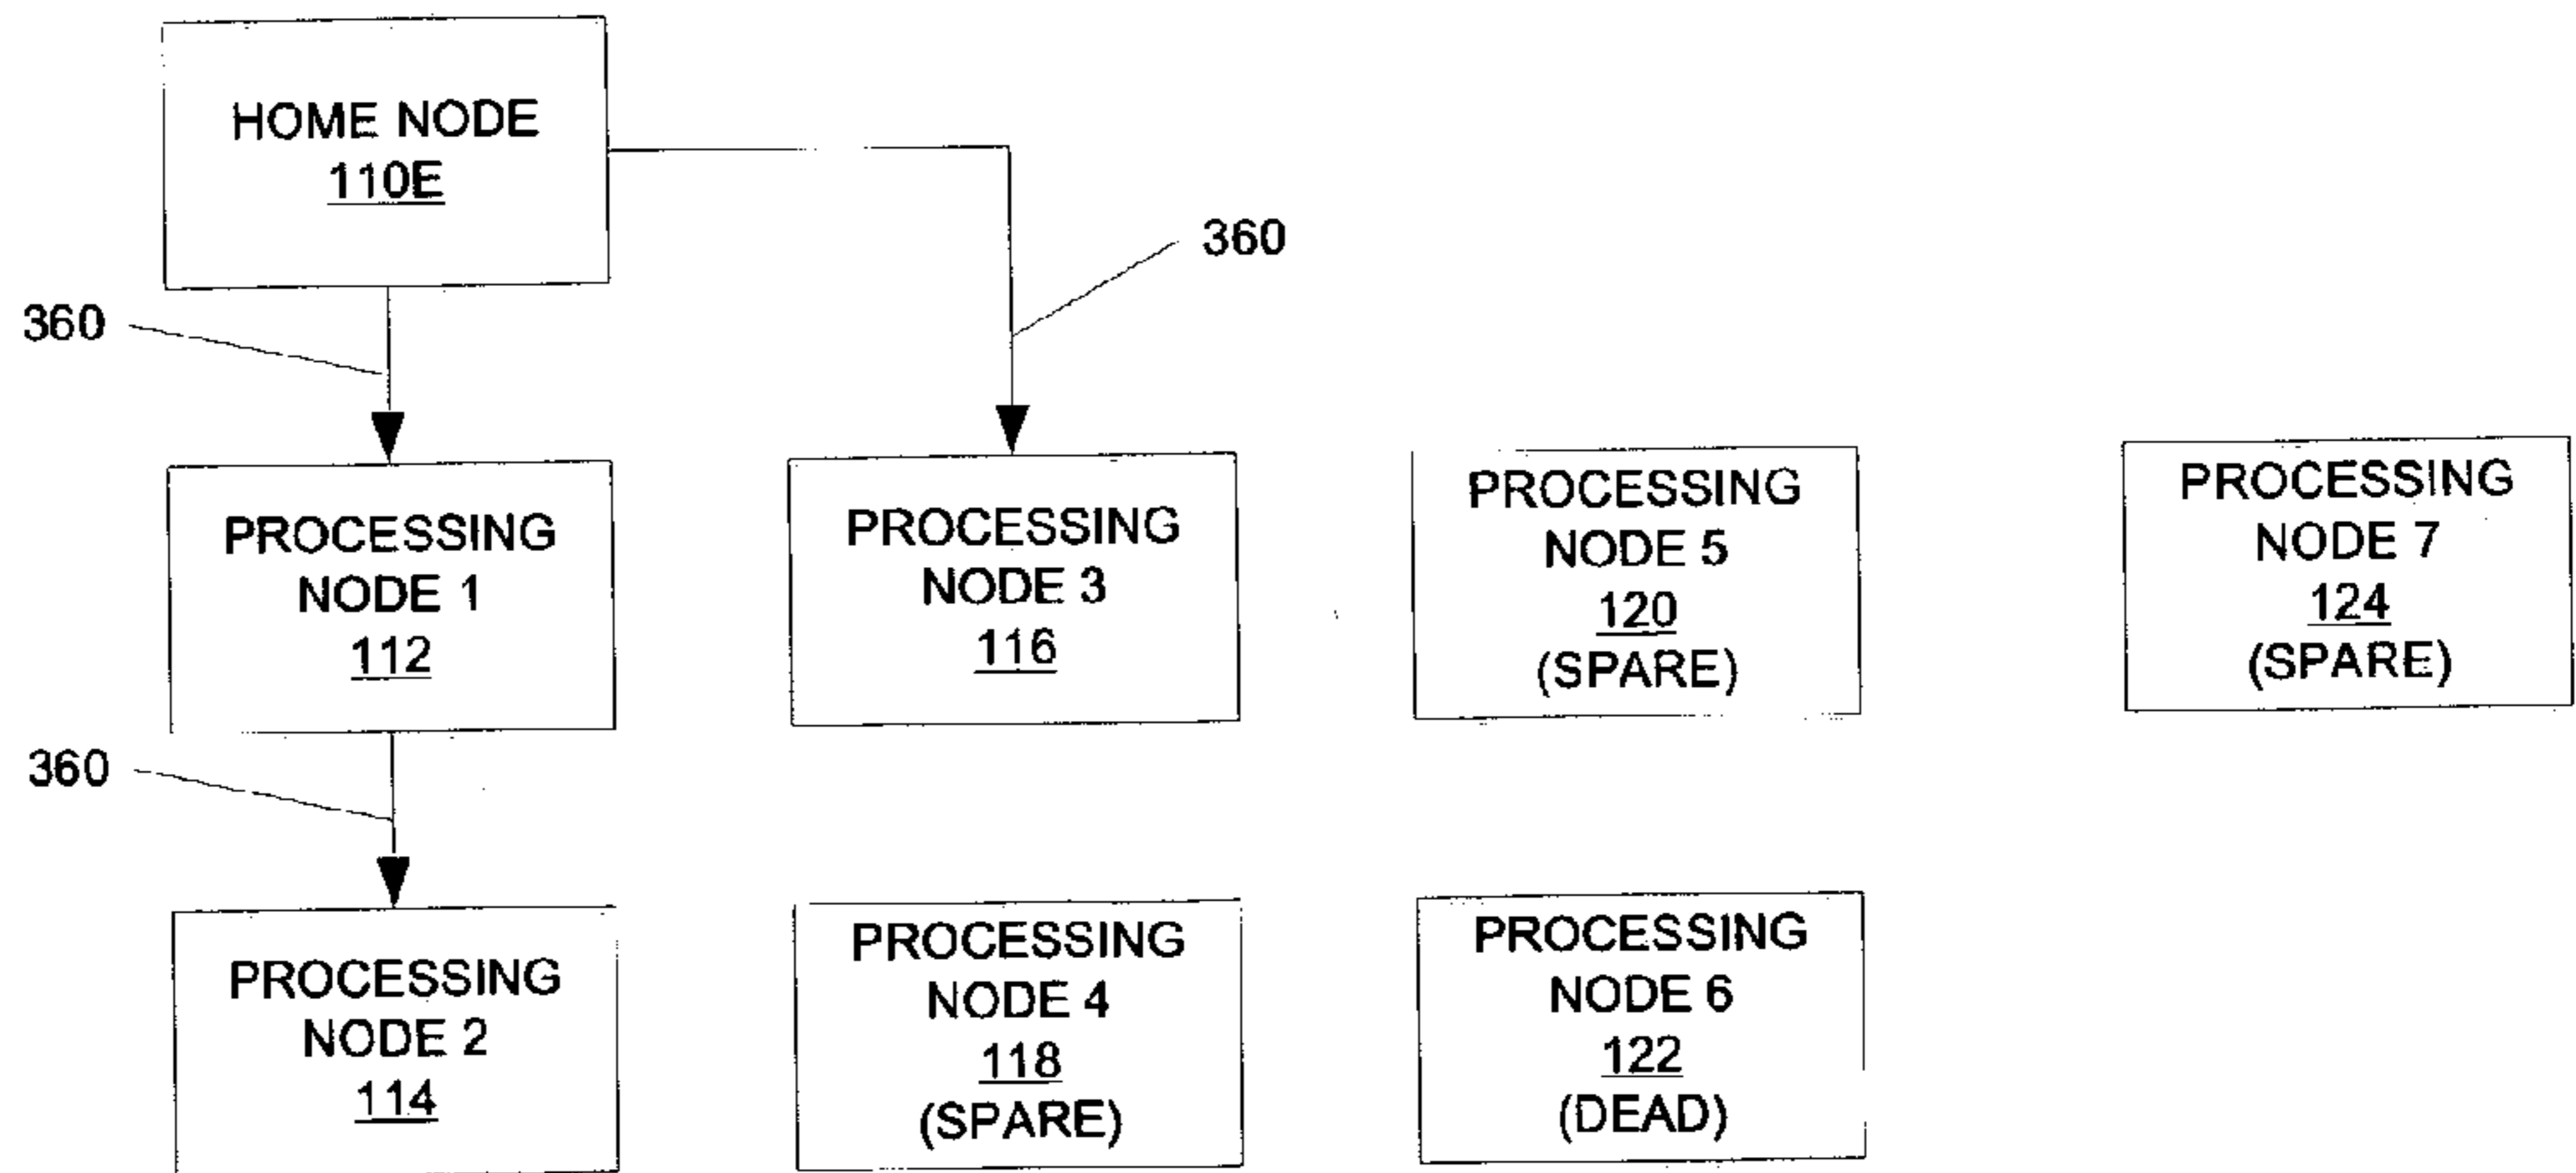 HOME NODE
110E
360
360
PROCESSING
NODE 1
112
PROCESSING
NODE 3
116
PROCESSING
NODE 5
120
(SPARE)
PROCESSING
NODE 7
124
(SPARE)
360
PROCESSING
NODE 2
114
PROCESSING
NODE 4
118
(SPARE)
PROCESSING
NODE 6
122
(DEAD)